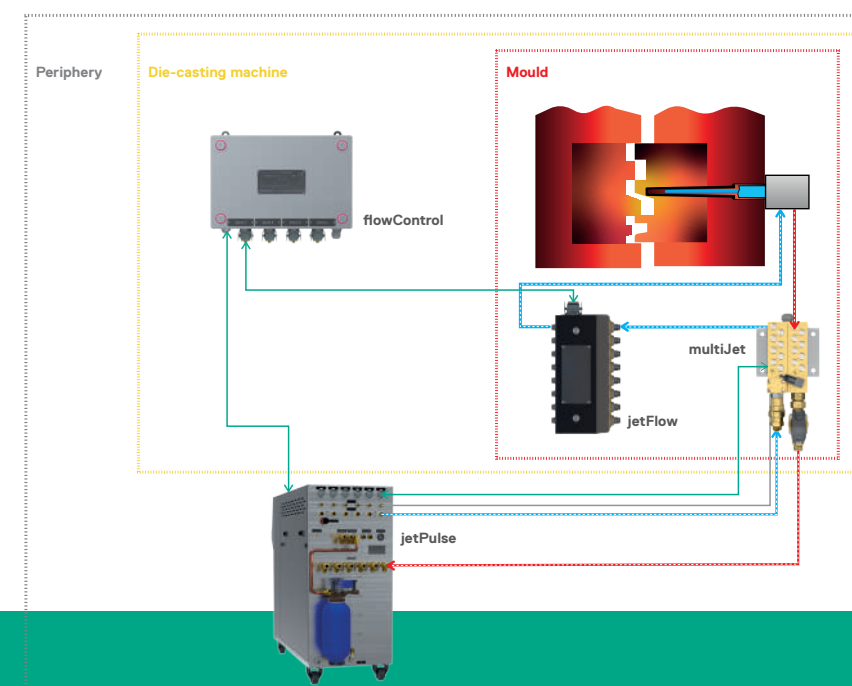 Periphery
Die-casting machine
Mould
flowControl
multiJet
jetFlow
jetPulse